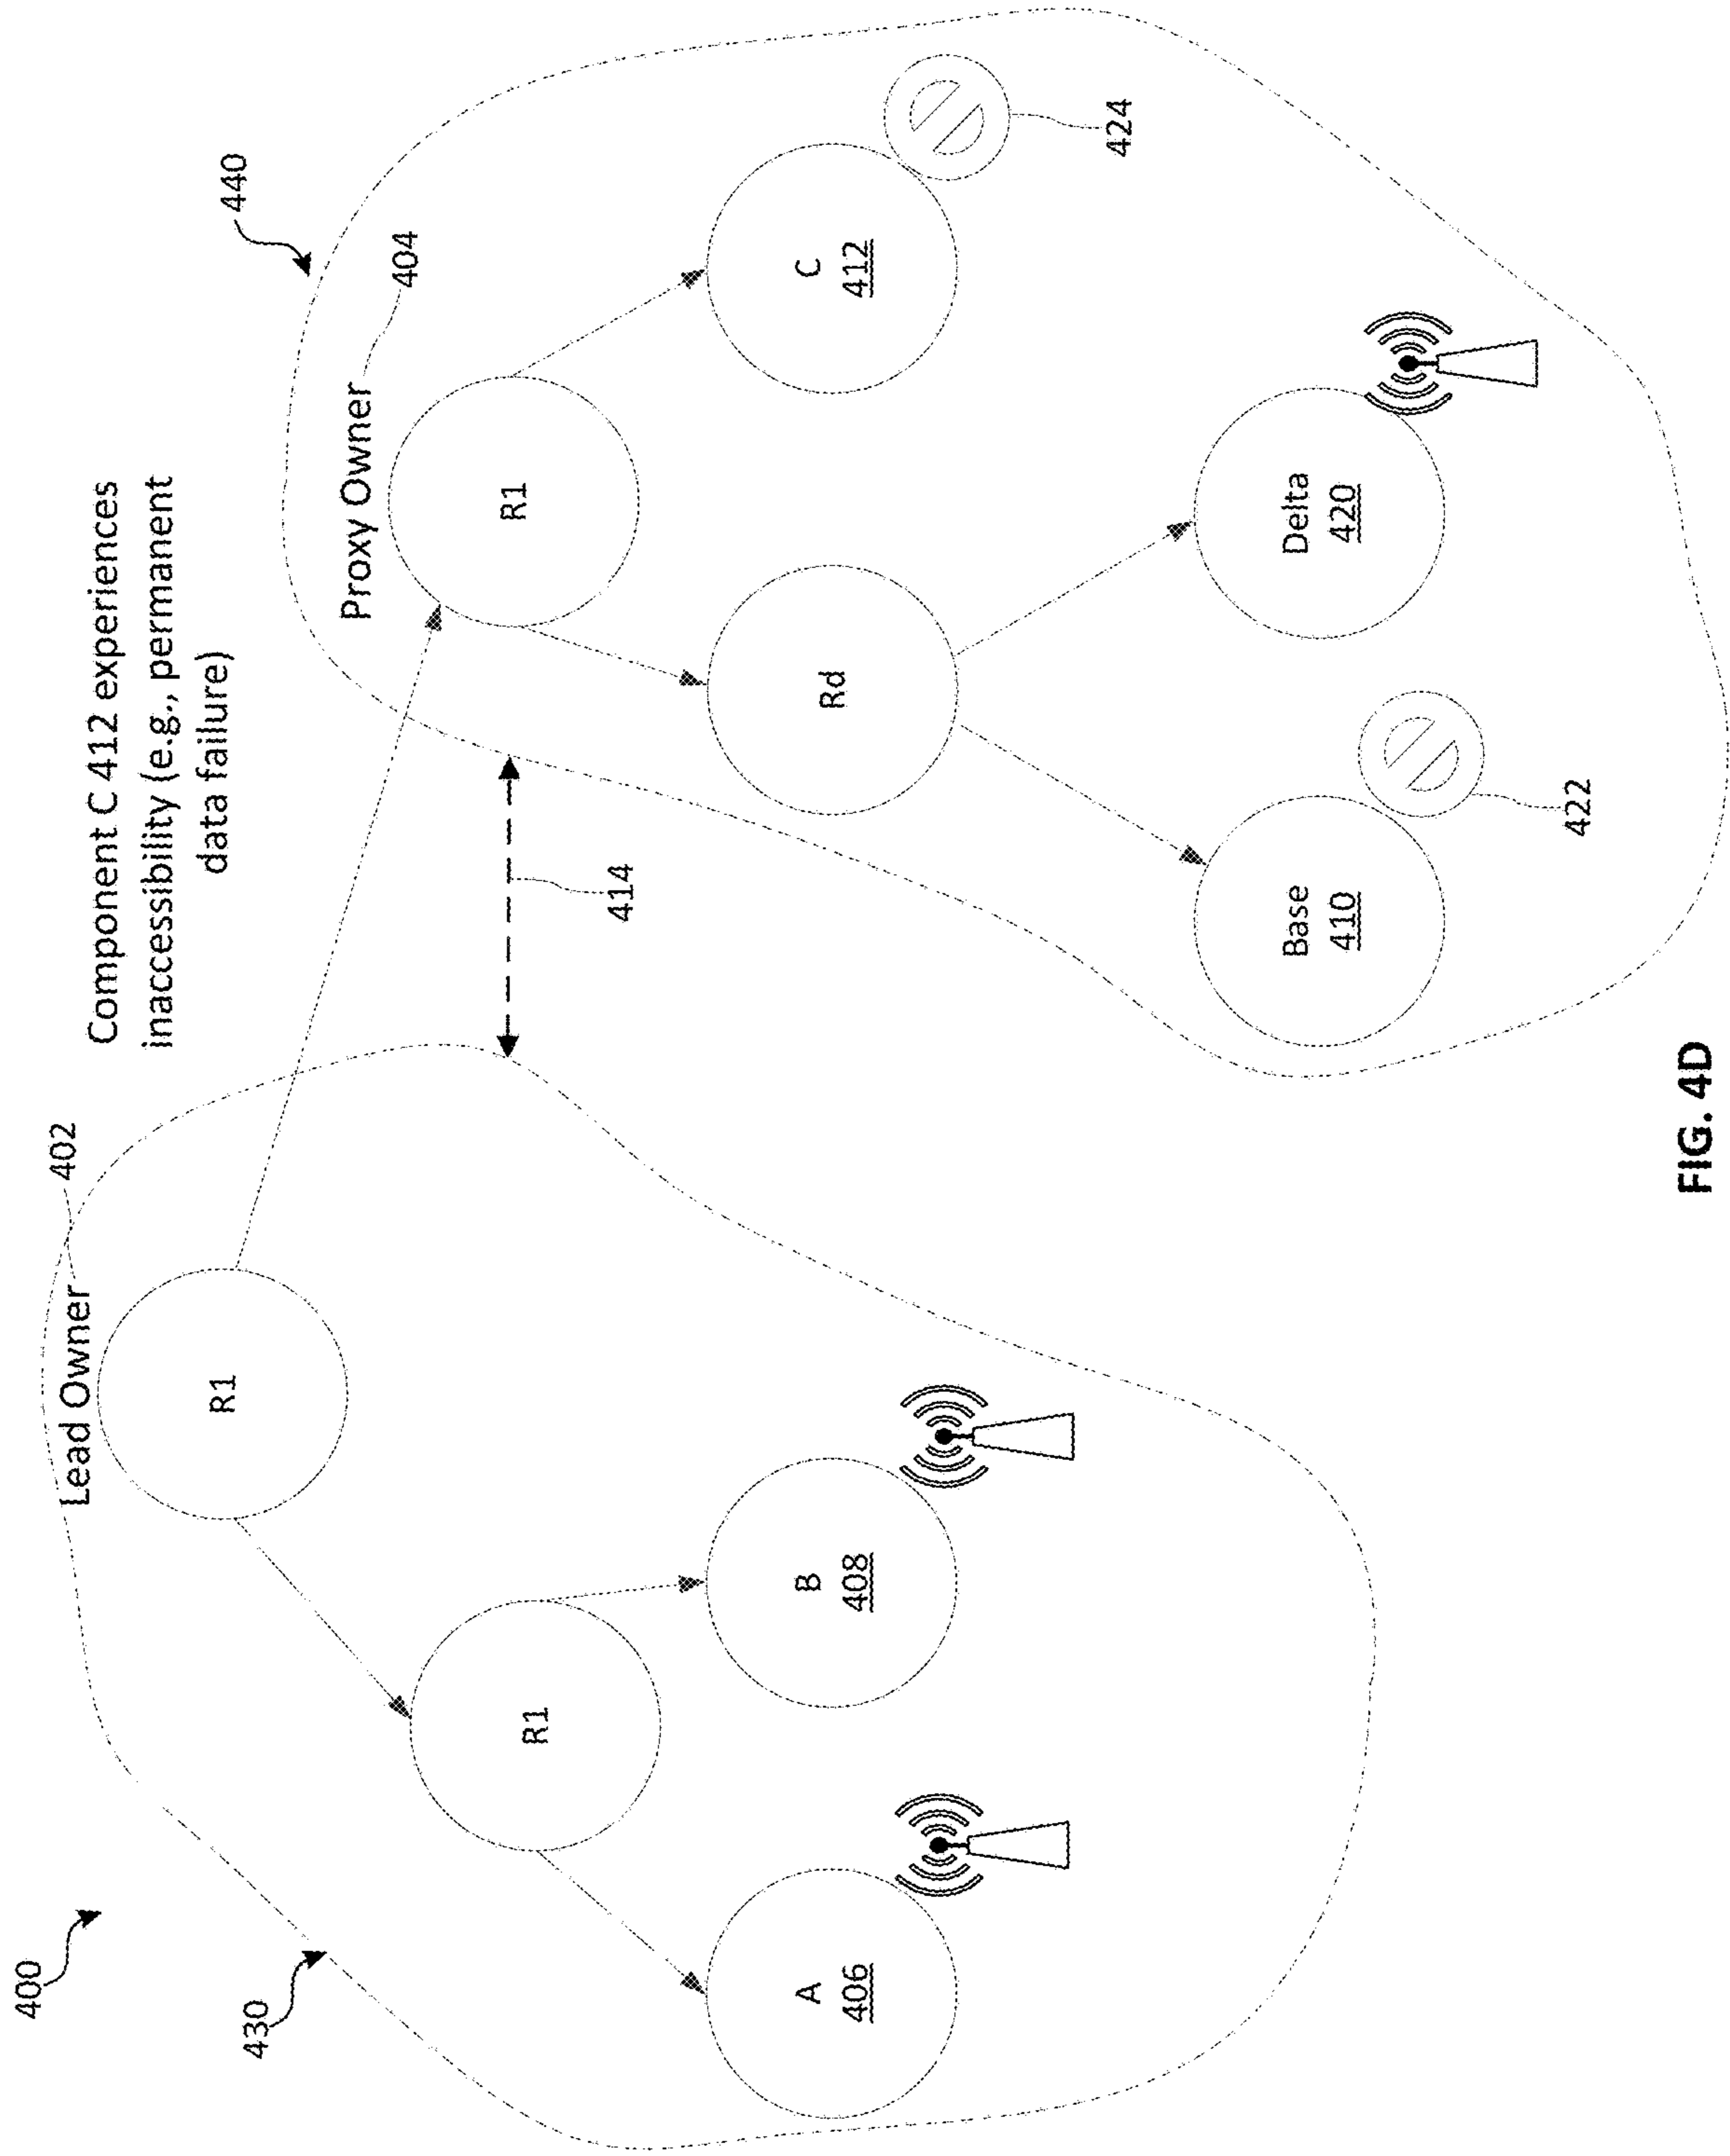 400
430
Lead Owner
402
R1
R1
A
406
B
408
Component C 412 experiences
inaccessibility (e.g., permanent
data failure)
414
440
Proxy Owner
404
R1
Rd
C
412
424
Base
410
422
Delta
420
FIG. 4D